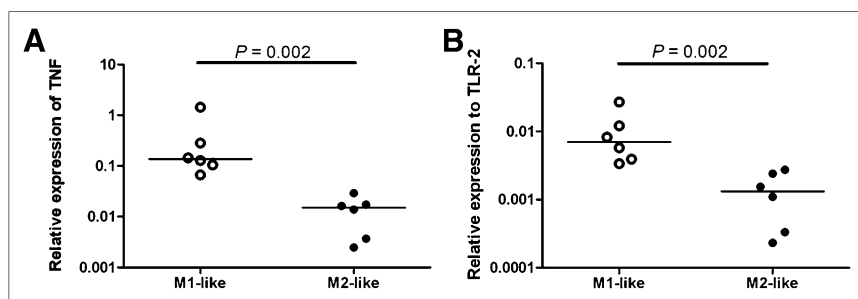 A
P = 0.002
Relative expression of TNF
10
1
0.1
0.01
0.001
M1-like
M2-like
B
P = 0.002
Relative expression to TLR-2
0.1
0.01
0.001
0.0001
M1-like
M2-like